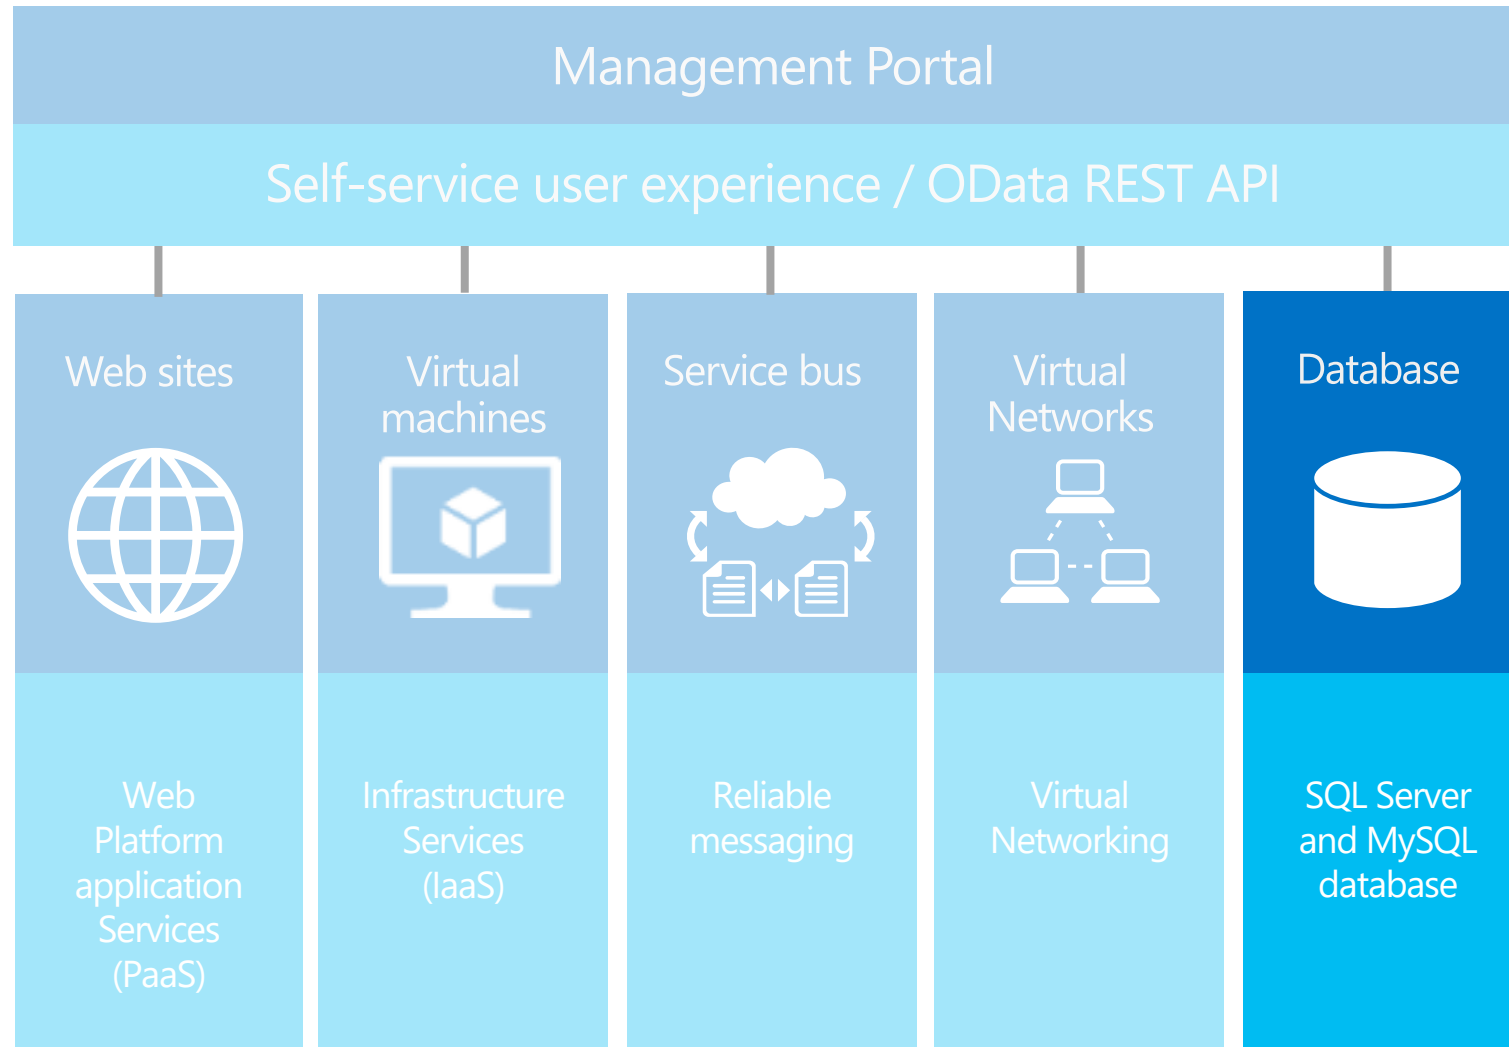 Management Portal
Self-service user experience / OData REST API
Web sites
Virtual
machines
Service bus
Virtual
Networks
Database
Web
Platform
application
Services
(PaaS)
Infrastructure
Services
(IaaS)
Reliable
messaging
Virtual
Networking
SQL Server
and MySQL
database